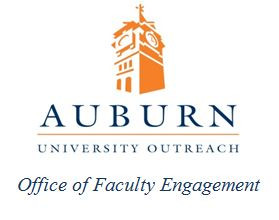 AUBURN
UNIVERSITY OUTREACH
Office of Faculty Engagement